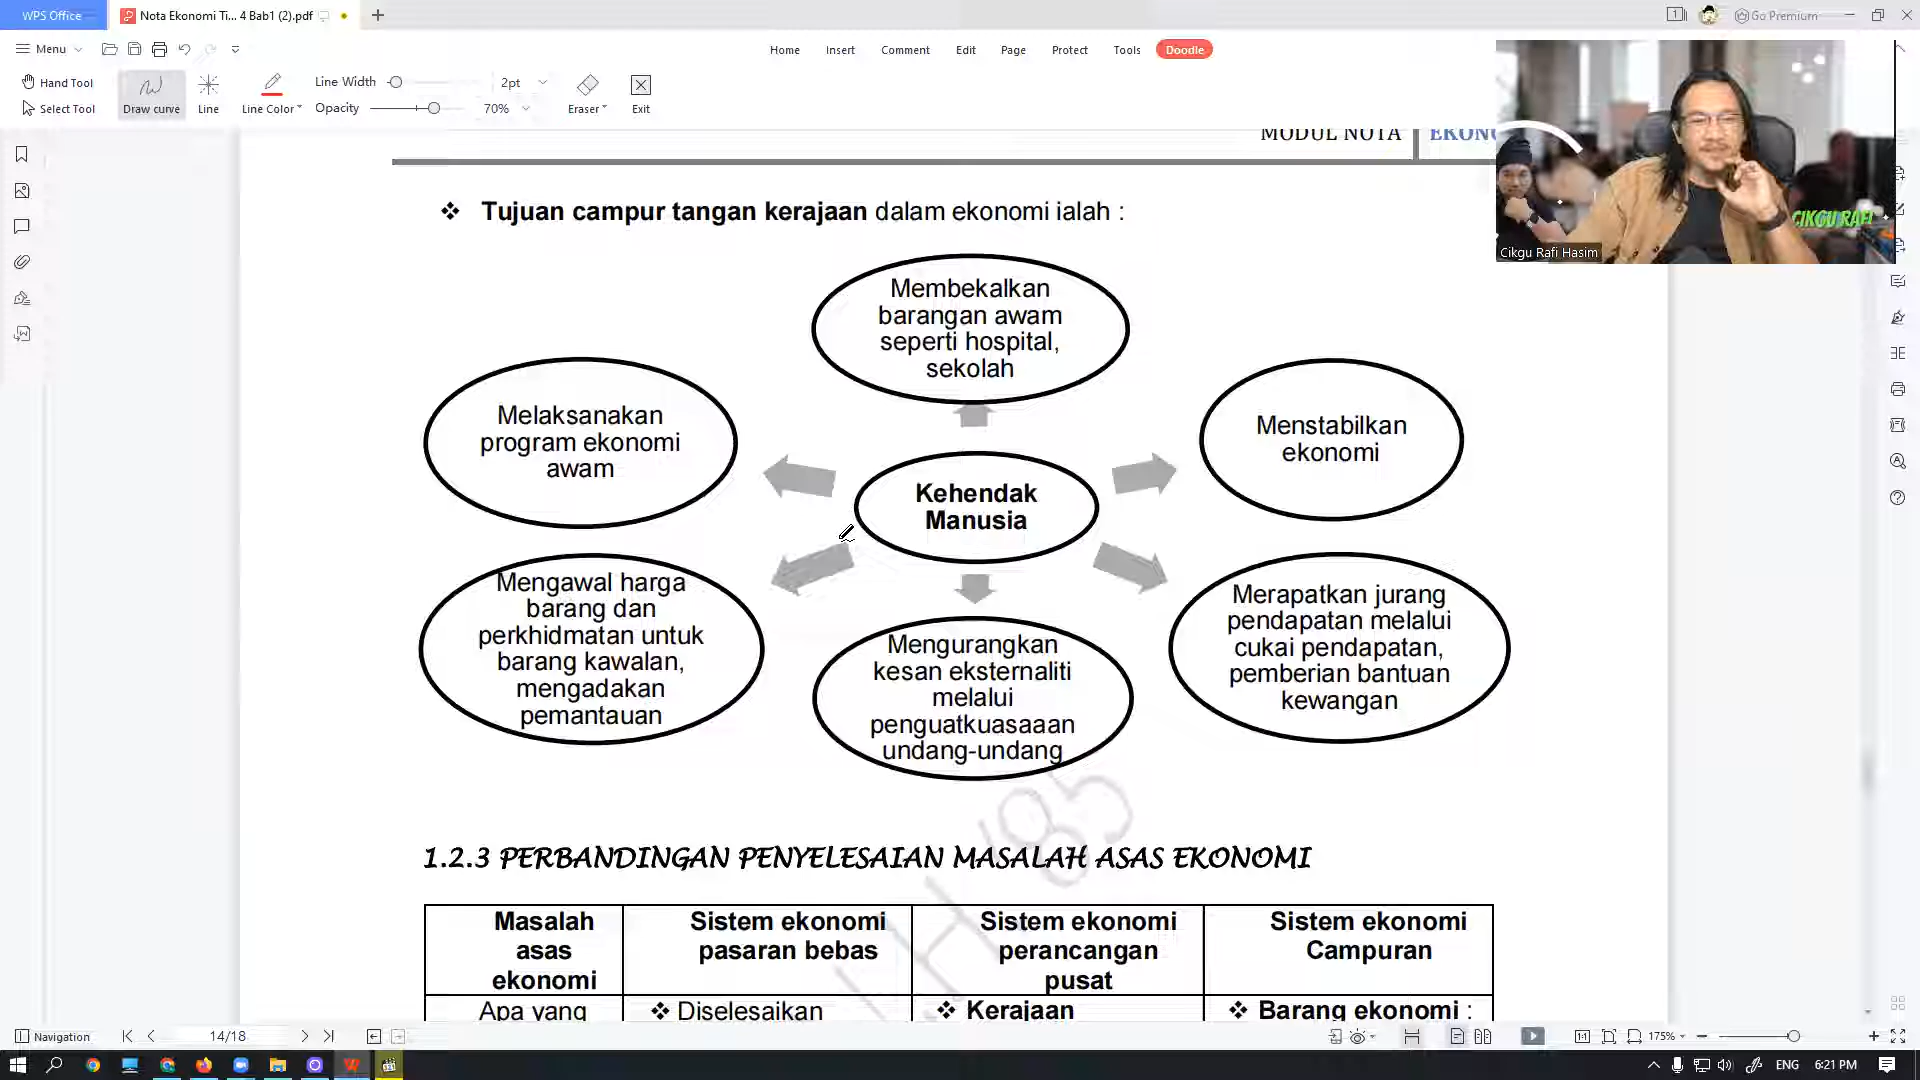 WPS Office
Nota Ekonomi Ti... 4 Bab1 (2).pdf
Go Premium
Menu
Home
Insert
Comment
Edit
Page
Protect
Tools
Doodle
Hand Tool
Select Tool
Draw curve
Line
Line Color
Line Width
2pt
Opacity
70%
Eraser
Exit
MODUL NOTA
CIKGU RAFI
Cikgu Rafi Hasim
❖ Tujuan campur tangan kerajaan dalam ekonomi ialah :
Membekalkan
barangan awam
seperti hospital,
sekolah
Melaksanakan
program ekonomi
awam
Menstabilkan
ekonomi
Kehendak
Manusia
Mengawal harga
barang dan
perkhidmatan untuk
barang kawalan,
mengadakan
pemantauan
Mengurangkan
kesan eksternaliti
melalui
penguatkuasaaan
undang-undang
Merapatkan jurang
pendapatan melalui
cukai pendapatan,
pemberian bantuan
kewangan
1.2.3 PERBANDINGAN PENYELESAIAN MASALAH ASAS EKONOMI
Masalah
asas
ekonomi
Sistem ekonomi
pasaran bebas
Sistem ekonomi
perancangan
pusat
Sistem ekonomi
Campuran
Apa yang
❖ Diselesaikan
❖ Kerajaan
❖ Barang ekonomi :
Navigation
14/18
175%
ENG
6:21 PM